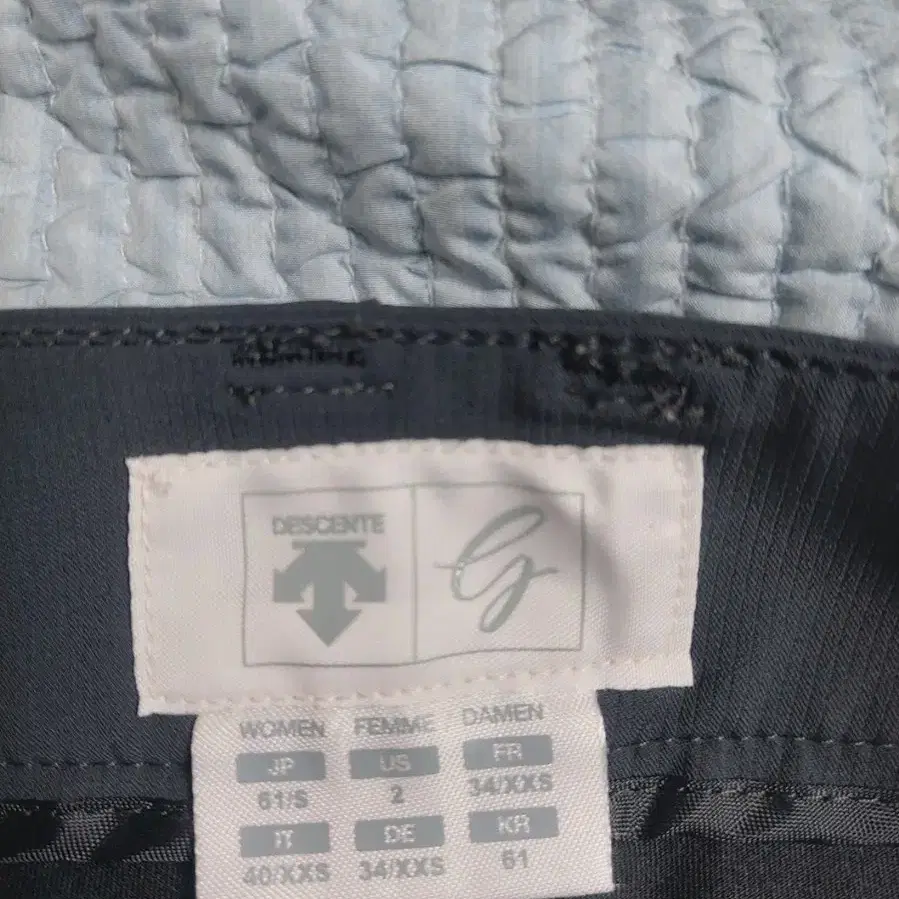 DESCENTE G
WOMEN FEMME DAMEN
JP US FR
61/S 2 34/XXS
IT DE KR
40/XXS 34/XXS 61